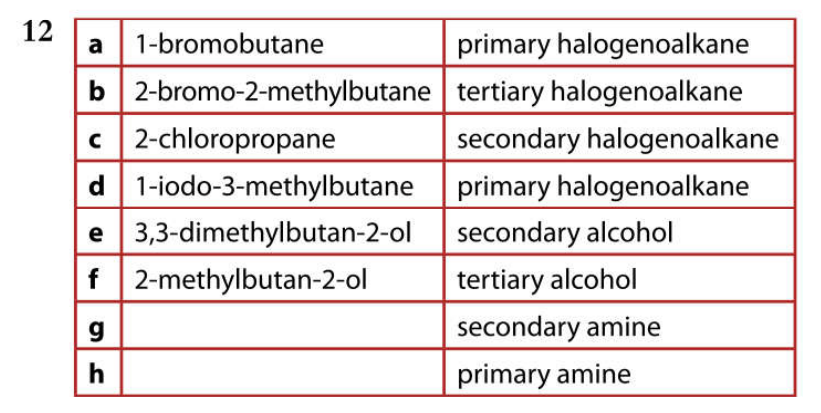 12
a 1-bromobutane primary halogenoalkane
b 2-bromo-2-methylbutane tertiary halogenoalkane
c 2-chloropropane secondary halogenoalkane
d 1-iodo-3-methylbutane primary halogenoalkane
e 3,3-dimethylbutan-2-ol secondary alcohol
f 2-methylbutan-2-ol tertiary alcohol
g secondary amine
h primary amine